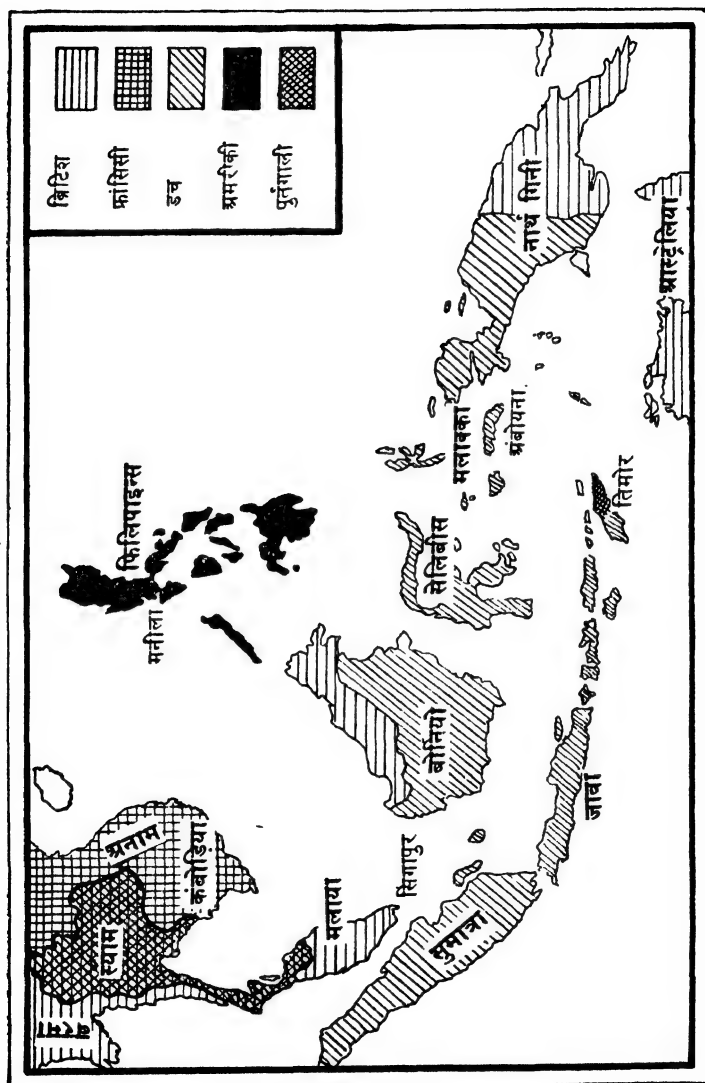 ब्रिटिश
फ्रांसिसी
डच
अमरीकी
पुर्तगाली
बर्मा
स्याम
अनाम
कंबोडिया
फिलिपाइन्स
मनीला
मलाया
सिंगापुर
बोर्नियो
सेलिबीस
मलाक्का
अंबोयना
नार्थ गिनी
सुमात्रा
जावा
तिमोर
आस्ट्रेलिया